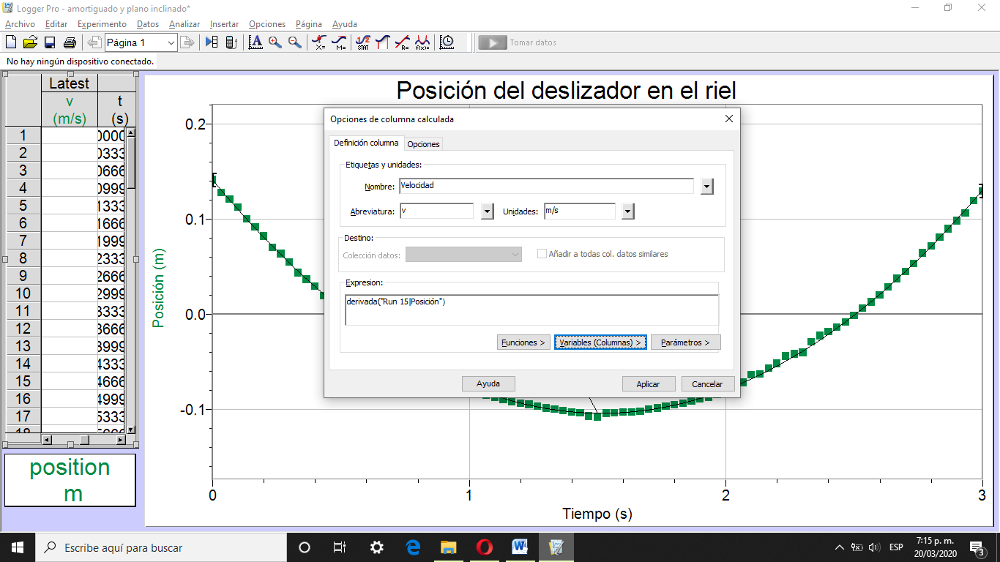 Logger Pro - amortiguado y plano inclinado*
Archivo Editar Experimento Datos Analizar Insertar Opciones Página Ayuda
Página 1
X=
M=
1/2
STAT
R=
f(x)=
Tomar datos
No hay ningún dispositivo conectado.
Latest
v t
(m/s) (s)
1 0000
2 0333
3 0666
4 0999
5 1333
6 1666
7 1999
8 2333
9 2666
10 2999
11 3333
12 3666
13 3999
14 4333
15 4666
16 4999
17 5333
18 5666
position
m
Posición del deslizador en el riel
Posición (m)
0.2
0.1
0.0
-0.1
0 1 2 3
Tiempo (s)
Opciones de columna calculada
Definición columna Opciones
Etiquetas y unidades:
Nombre: Velocidad
Abreviatura: v Unidades: m/s
Destino:
Colección datos: Añadir a todas col. datos similares
Expresion:
derivada("Run 15|Posición")
Funciones > Variables (Columnas) > Parámetros >
Ayuda Aplicar Cancelar
Escribe aquí para buscar
ESP
7:15 p. m.
20/03/2020
3